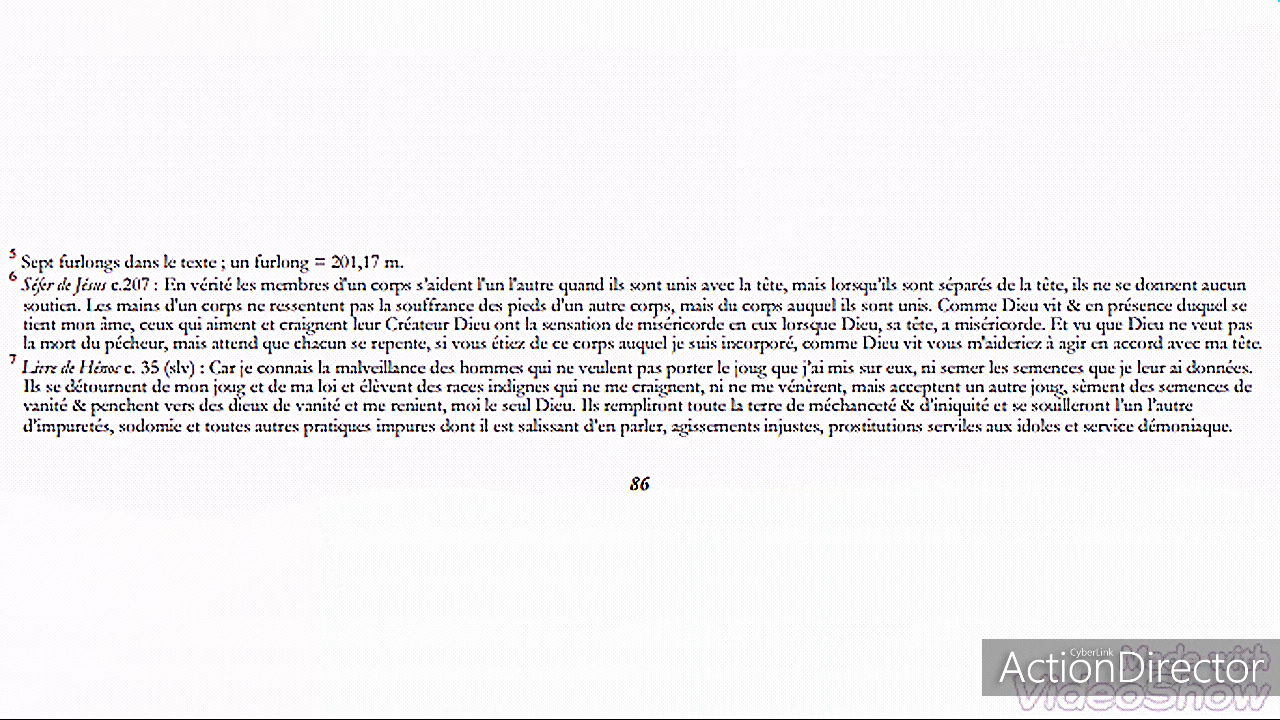 5 Sept furlongs dans le texte ; un furlong = 201,17 m.
6 Séfer de Jésus c.207 : En vérité les membres d'un corps s'aident l'un l'autre quand ils sont unis avec la tête, mais lorsqu'ils sont séparés de la tête, ils ne se donnent aucun
soutien. Les mains d'un corps ne ressentent pas la souffrance des pieds d'un autre corps, mais du corps auquel ils sont unis. Comme Dieu vit & en présence duquel se
tient mon âme, ceux qui aiment et craignent leur Créateur Dieu ont la sensation de miséricorde en eux lorsque Dieu, sa tête, a miséricorde. Et vu que Dieu ne veut pas
la mort du pécheur, mais attend que chacun se repente, si vous étiez de ce corps auquel je suis incorporé, comme Dieu vit vous m'aideriez à agir en accord avec ma tête.
7 Livre de Hénoc c. 35 (slv) : Car je connais la malveillance des hommes qui ne veulent pas porter le joug que j'ai mis sur eux, ni semer les semences que je leur ai données.
Ils se détournent de mon joug et de ma loi et élèvent des races indignes qui ne me craignent, ni ne me vénèrent, mais acceptent un autre joug, sèment des semences de
vanité & penchent vers des dieux de vanité et me renient, moi le seul Dieu. Ils rempliront toute la terre de méchanceté & d'iniquité et se souilleront l'un l'autre
d'impuretés, sodomie et toutes autres pratiques impures dont il est salissant d'en parler, agissements injustes, prostitutions serviles aux idoles et service démoniaque.
86
CyberLink
ActionDirector
Made with
VideoShow